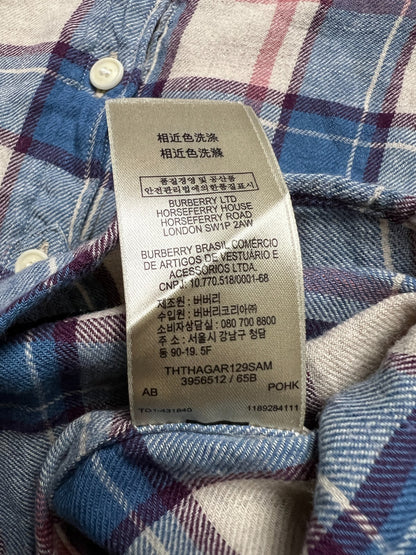 相近色洗涤
相近色洗滌
품질경영 및 공산품
안전관리법에의한품질표시
BURBERRY LTD
HORSEFERRY HOUSE
HORSEFERRY ROAD
LONDON SW1P 2AW
BURBERRY BRASIL COMÉRCIO
DE ARTIGOS DE VESTUÁRIO E
ACESSORIOS LTDA.
CNPJ: 10.770.518/0001-68
제조원 : 버버리
수입원 : 버버리코리아㈜
소비자상담실 : 080 700 8800
주소 : 서울시 강남구 청담
동 90-19. 5F
THTHAGAR129SAM
3956512 / 65B
AB POHK
TD1-431840 1189284111